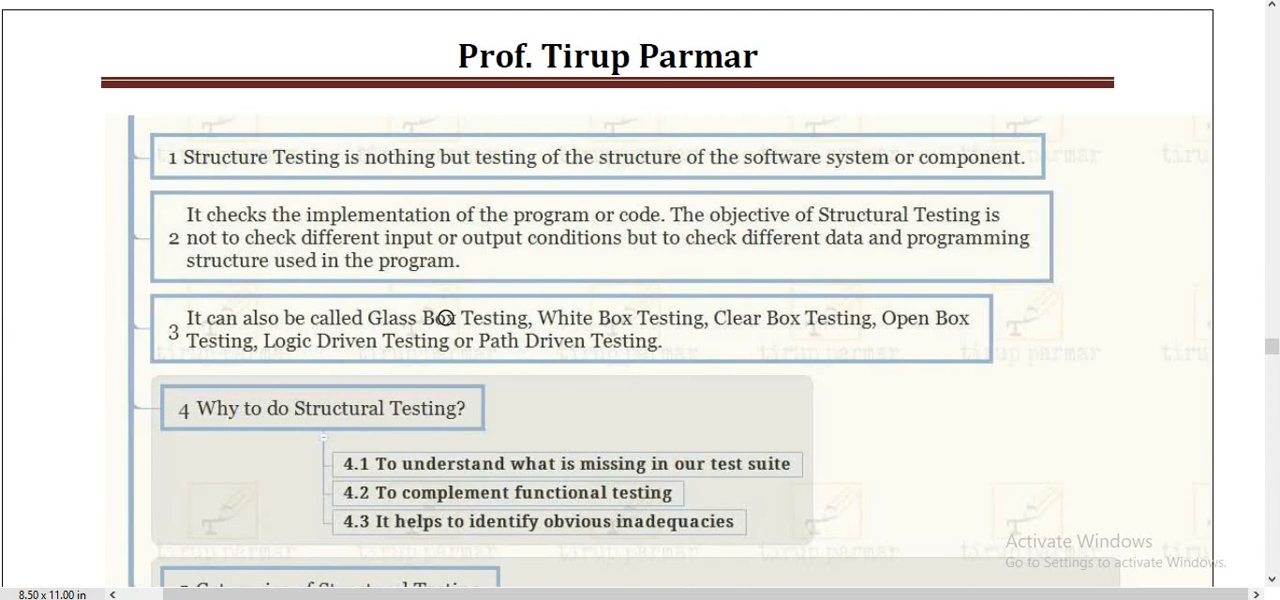 Prof. Tirup Parmar
1 Structure Testing is nothing but testing of the structure of the software system or component.
It checks the implementation of the program or code. The objective of Structural Testing is
2 not to check different input or output conditions but to check different data and programming
structure used in the program.
It can also be called Glass Box Testing, White Box Testing, Clear Box Testing, Open Box
3 Testing, Logic Driven Testing or Path Driven Testing.
4 Why to do Structural Testing?
4.1 To understand what is missing in our test suite
4.2 To complement functional testing
4.3 It helps to identify obvious inadequacies
Activate Windows
Go to Settings to activate Windows.
tirup parmar
8.50 x 11.00 in